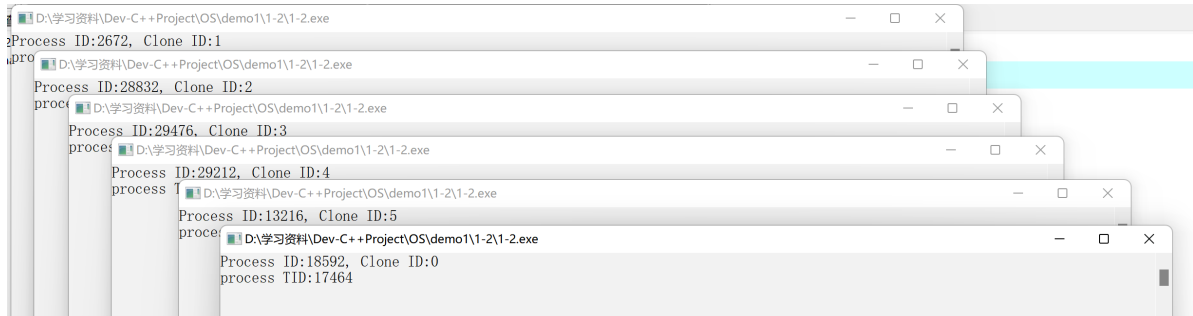 D:\学习资料\Dev-C++Project\OS\demo1\1-2\1-2.exe
Process ID:2672, Clone ID:1
D:\学习资料\Dev-C++Project\OS\demo1\1-2\1-2.exe
Process ID:28832, Clone ID:2
D:\学习资料\Dev-C++Project\OS\demo1\1-2\1-2.exe
Process ID:29476, Clone ID:3
D:\学习资料\Dev-C++Project\OS\demo1\1-2\1-2.exe
Process ID:29212, Clone ID:4
process T
D:\学习资料\Dev-C++Project\OS\demo1\1-2\1-2.exe
Process ID:13216, Clone ID:5
D:\学习资料\Dev-C++Project\OS\demo1\1-2\1-2.exe
Process ID:18592, Clone ID:0
process TID:17464